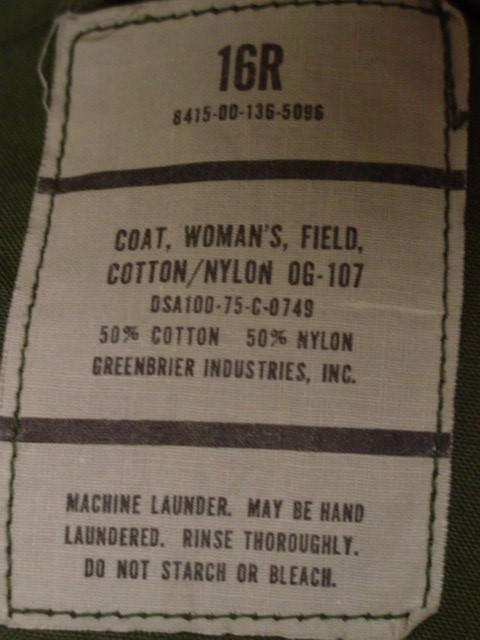 16R
8415-00-136-5096
COAT, WOMAN'S, FIELD,
COTTON/NYLON OG-107
DSA100-75-C-0749
50% COTTON 50% NYLON
GREENBRIER INDUSTRIES, INC.
MACHINE LAUNDER. MAY BE HAND
LAUNDERED. RINSE THOROUGHLY.
DO NOT STARCH OR BLEACH.